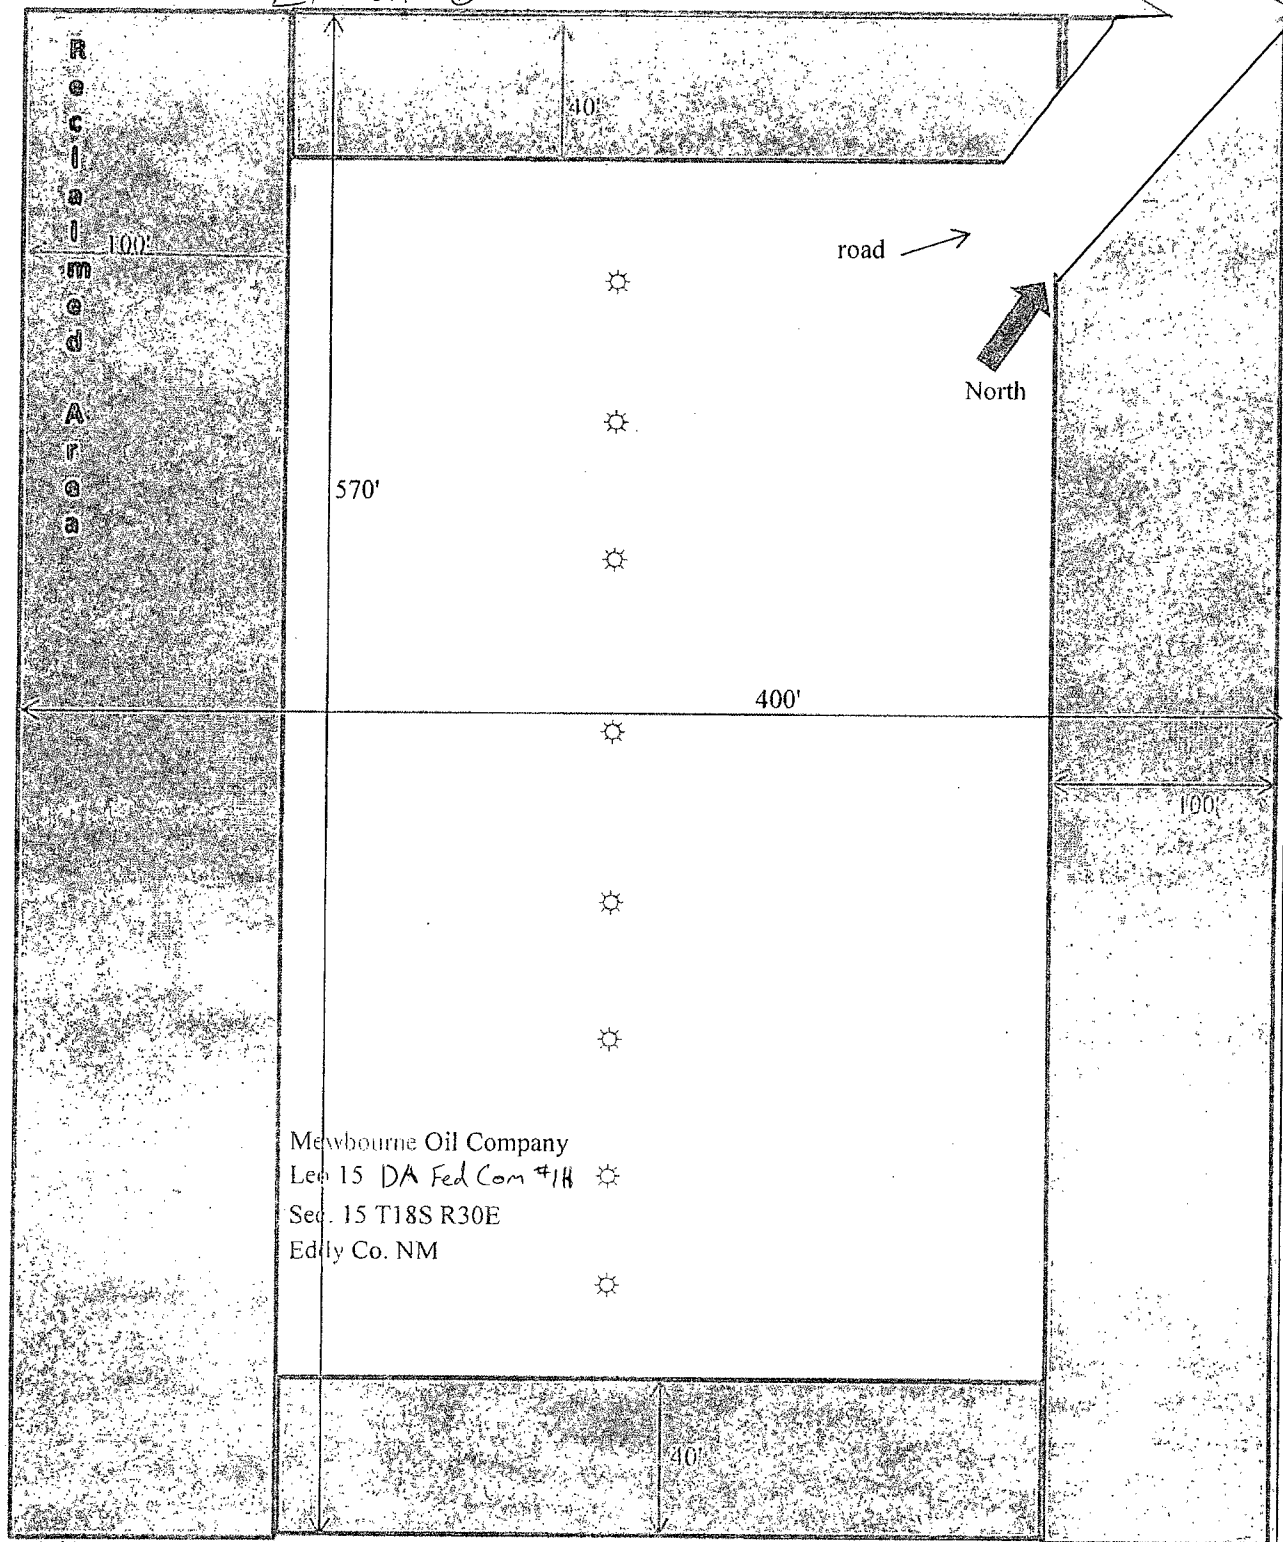 Reclaimed Area
40'
100'
road
North
570'
400'
100'
Mewbourne Oil Company
Leo 15 DA Fed Com #1H
Sec. 15 T18S R30E
Eddy Co. NM
40'